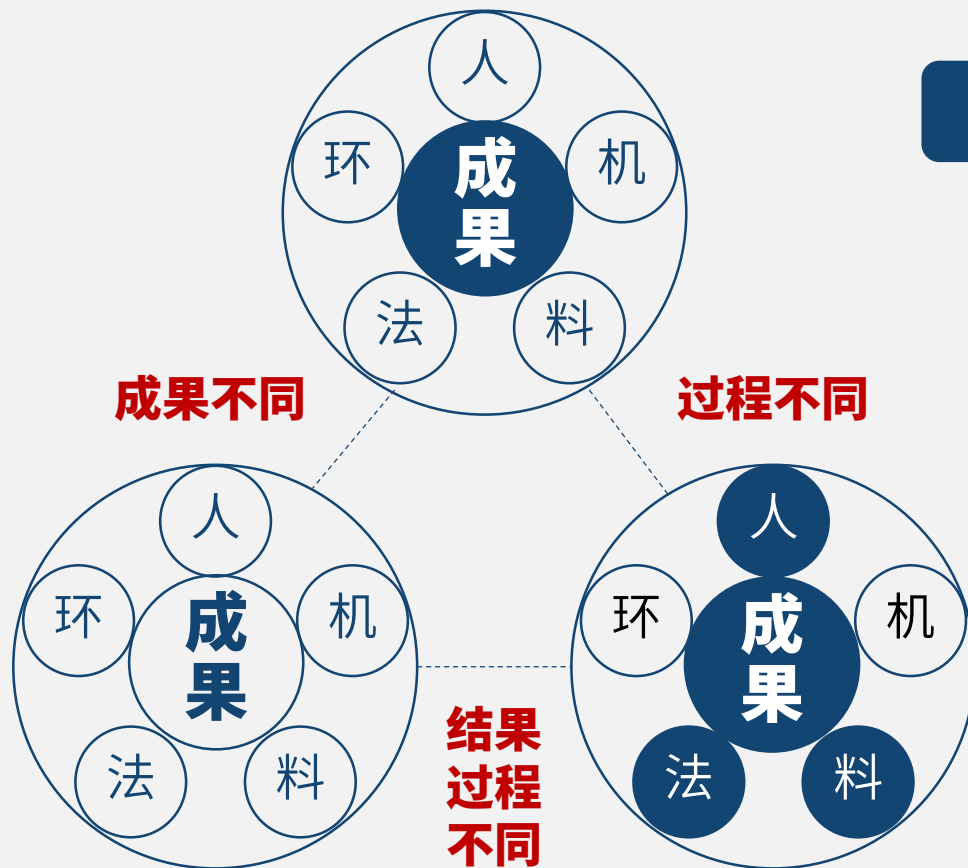 人
环
机
成
果
法
料
成果不同
过程不同
人
环
机
成
果
法
料
人
环
机
成
果
法
料
结果
过程
不同